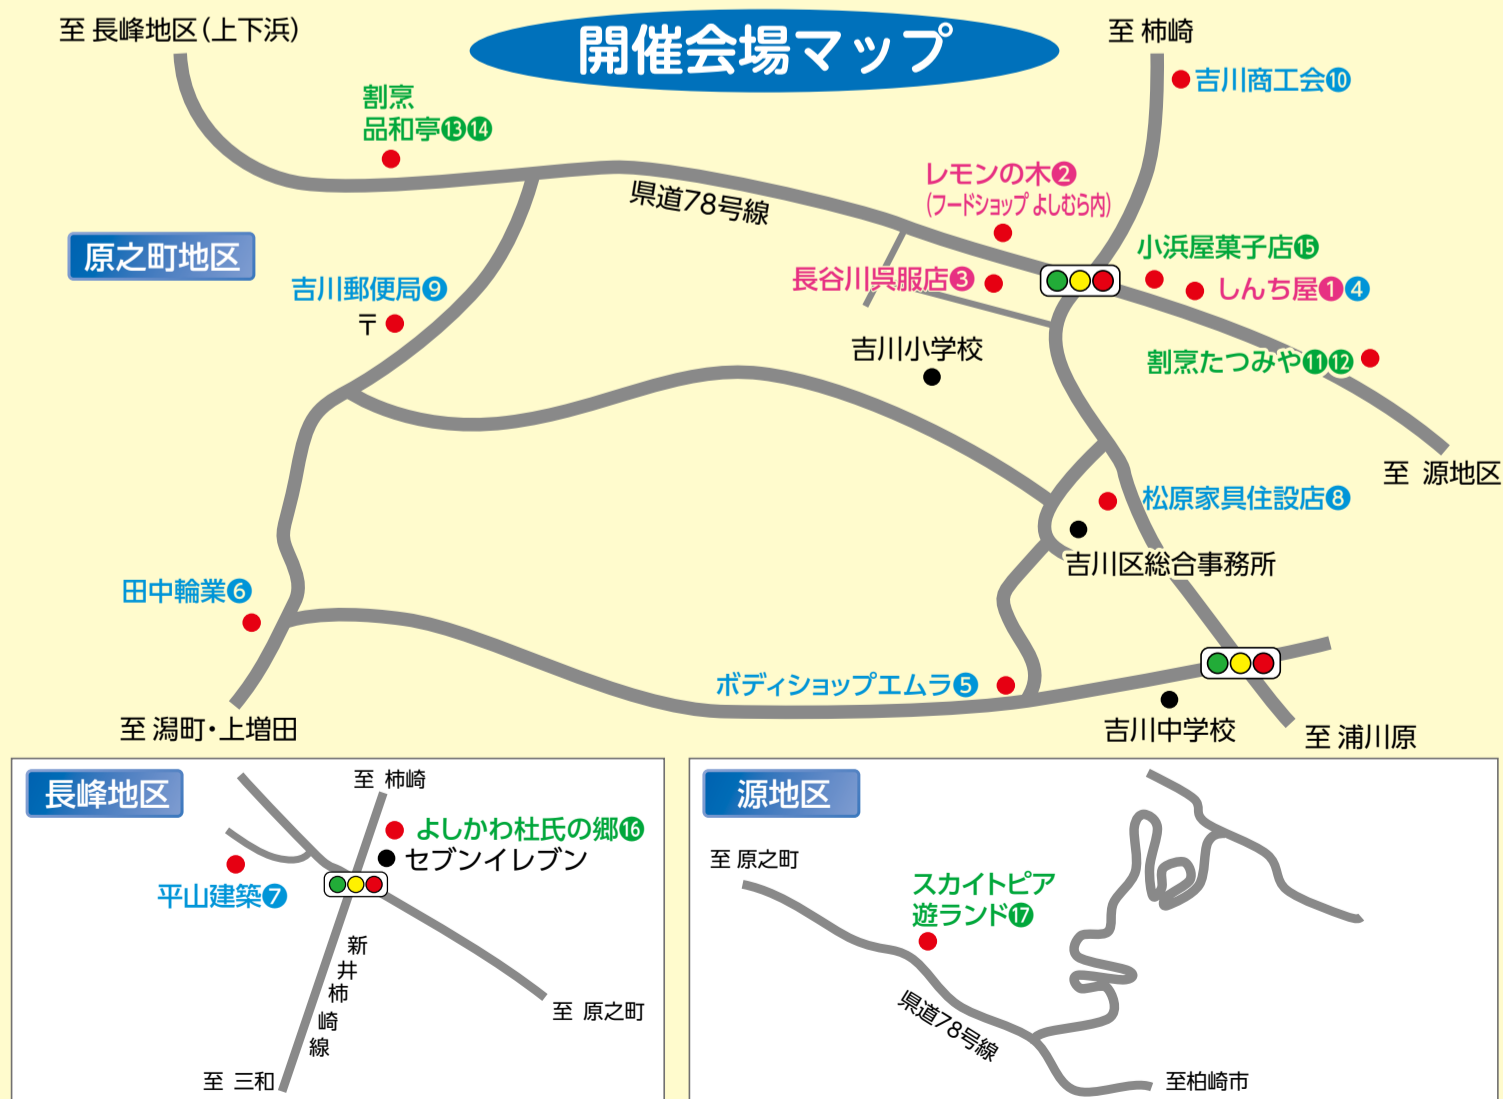 開催会場マップ
至 長峰地区(上下浜)
至 柿崎
吉川商工会⑩
割烹
品和亭⑬⑭
県道78号線
レモンの木②
(フードショップ よしむら内)
原之町地区
小浜屋菓子店⑮
吉川郵便局⑨
〒
長谷川呉服店③
しんち屋①④
吉川小学校
割烹たつみや⑪⑫
至 源地区
松原家具住設店⑧
吉川区総合事務所
田中輪業⑥
ボディショップエムラ⑤
至 潟町・上増田
吉川中学校
至 浦川原
長峰地区
至 柿崎
よしかわ杜氏の郷⑯
セブンイレブン
平山建築⑦
新井柿崎線
至 原之町
至 三和
源地区
至 原之町
スカイトピア
遊ランド⑰
県道78号線
至柏崎市